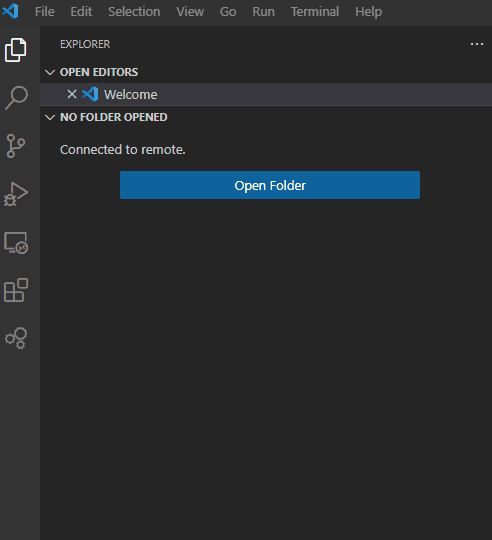 File Edit Selection View Go Run Terminal Help
EXPLORER
OPEN EDITORS
Welcome
NO FOLDER OPENED
Connected to remote.
Open Folder